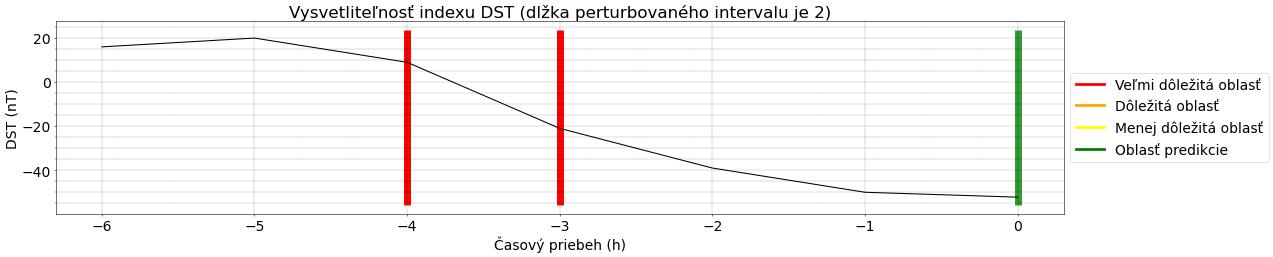 Vysvetliteľnosť indexu DST (dĺžka perturbovaného intervalu je 2)
DST (nT)
20
0
−20
−40
−6
−5
−4
−3
−2
−1
0
Časový priebeh (h)
Veľmi dôležitá oblasť
Dôležitá oblasť
Menej dôležitá oblasť
Oblasť predikcie